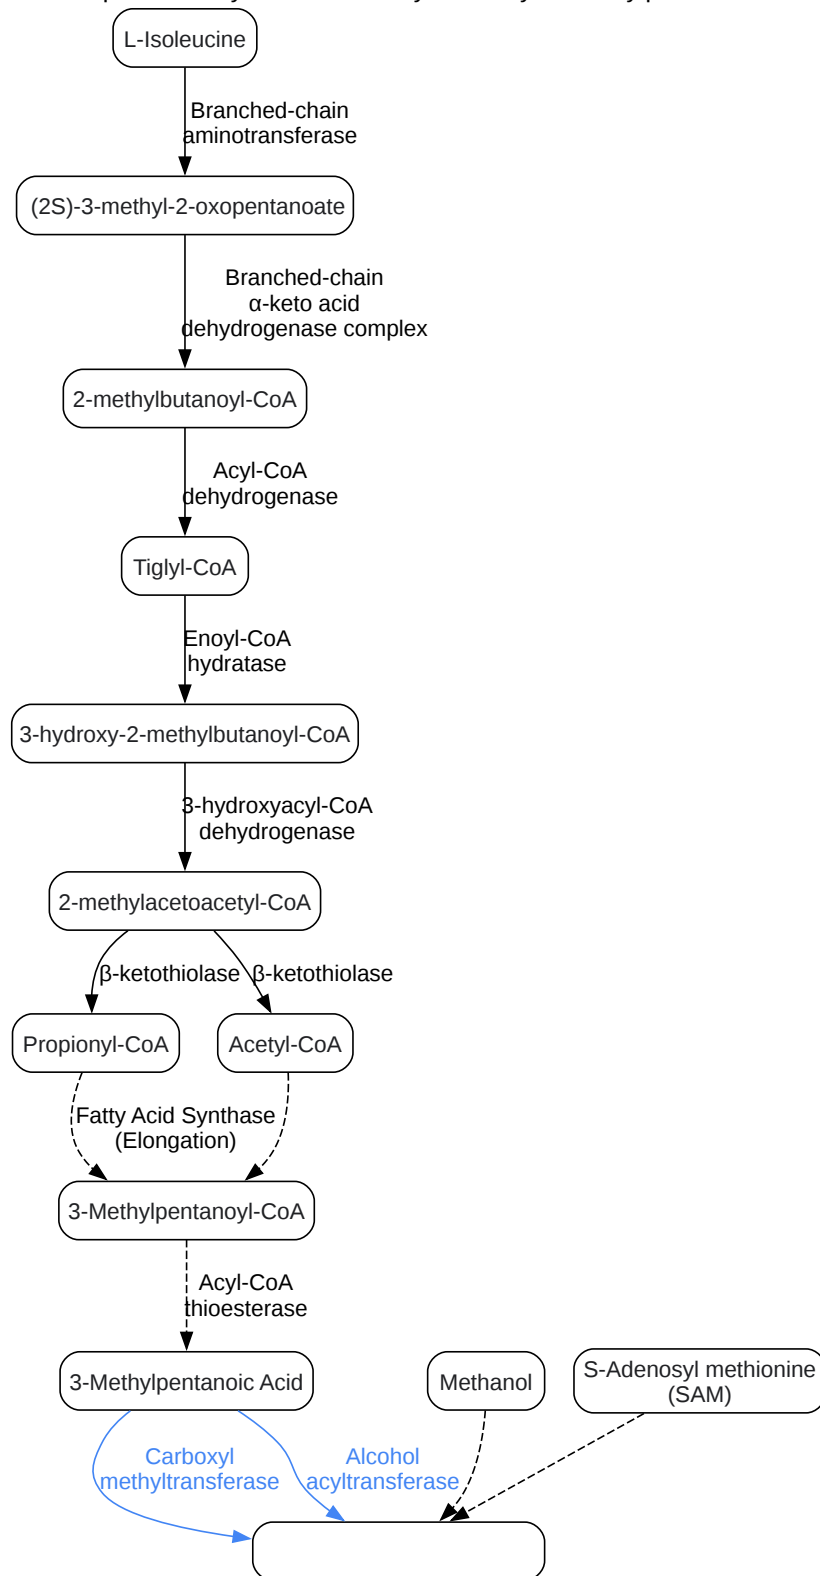 L-Isoleucine
Branched-chain
aminotransferase
(2S)-3-methyl-2-oxopentanoate
Branched-chain
α-keto acid
dehydrogenase complex
2-methylbutanoyl-CoA
Acyl-CoA
dehydrogenase
Tiglyl-CoA
Enoyl-CoA
hydratase
3-hydroxy-2-methylbutanoyl-CoA
3-hydroxyacyl-CoA
dehydrogenase
2-methylacetoacetyl-CoA
β-ketothiolase β-ketothiolase
Propionyl-CoA Acetyl-CoA
Fatty Acid Synthase
(Elongation)
3-Methylpentanoyl-CoA
Acyl-CoA
thioesterase
3-Methylpentanoic Acid
Methanol
S-Adenosyl methionine
(SAM)
Carboxyl
methyltransferase
Alcohol
acyltransferase